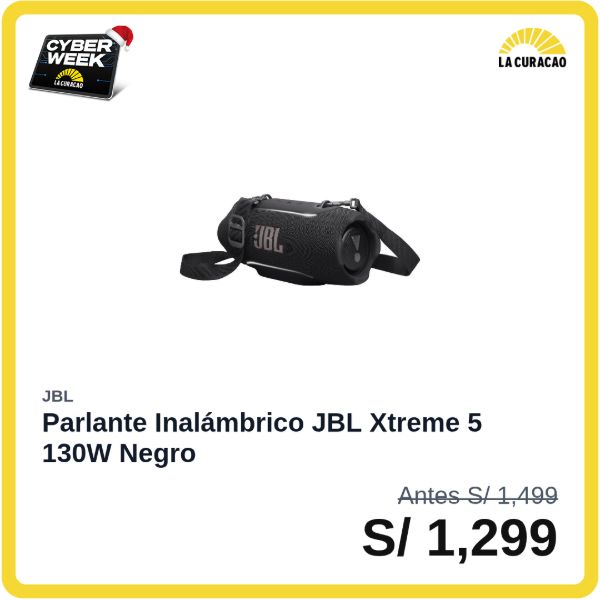 CYBER
WEEK
LA CURACAO
LA CURACAO
JBL
JBL
Parlante Inalámbrico JBL Xtreme 5
130W Negro
Antes S/ 1,499
S/ 1,299